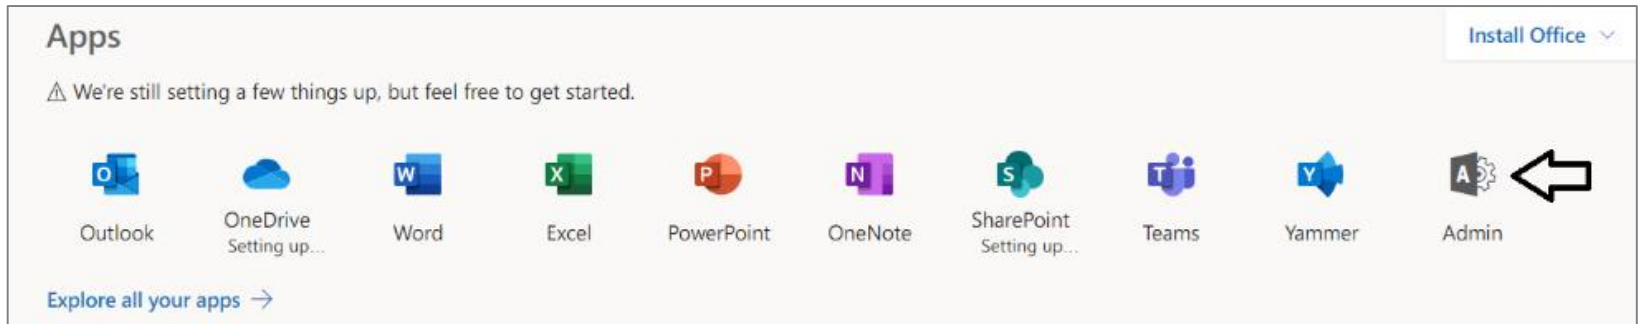 Apps
Install Office
We're still setting a few things up, but feel free to get started.
Outlook
OneDrive
Setting up...
Word
Excel
PowerPoint
OneNote
SharePoint
Setting up...
Teams
Yammer
Admin
Explore all your apps →